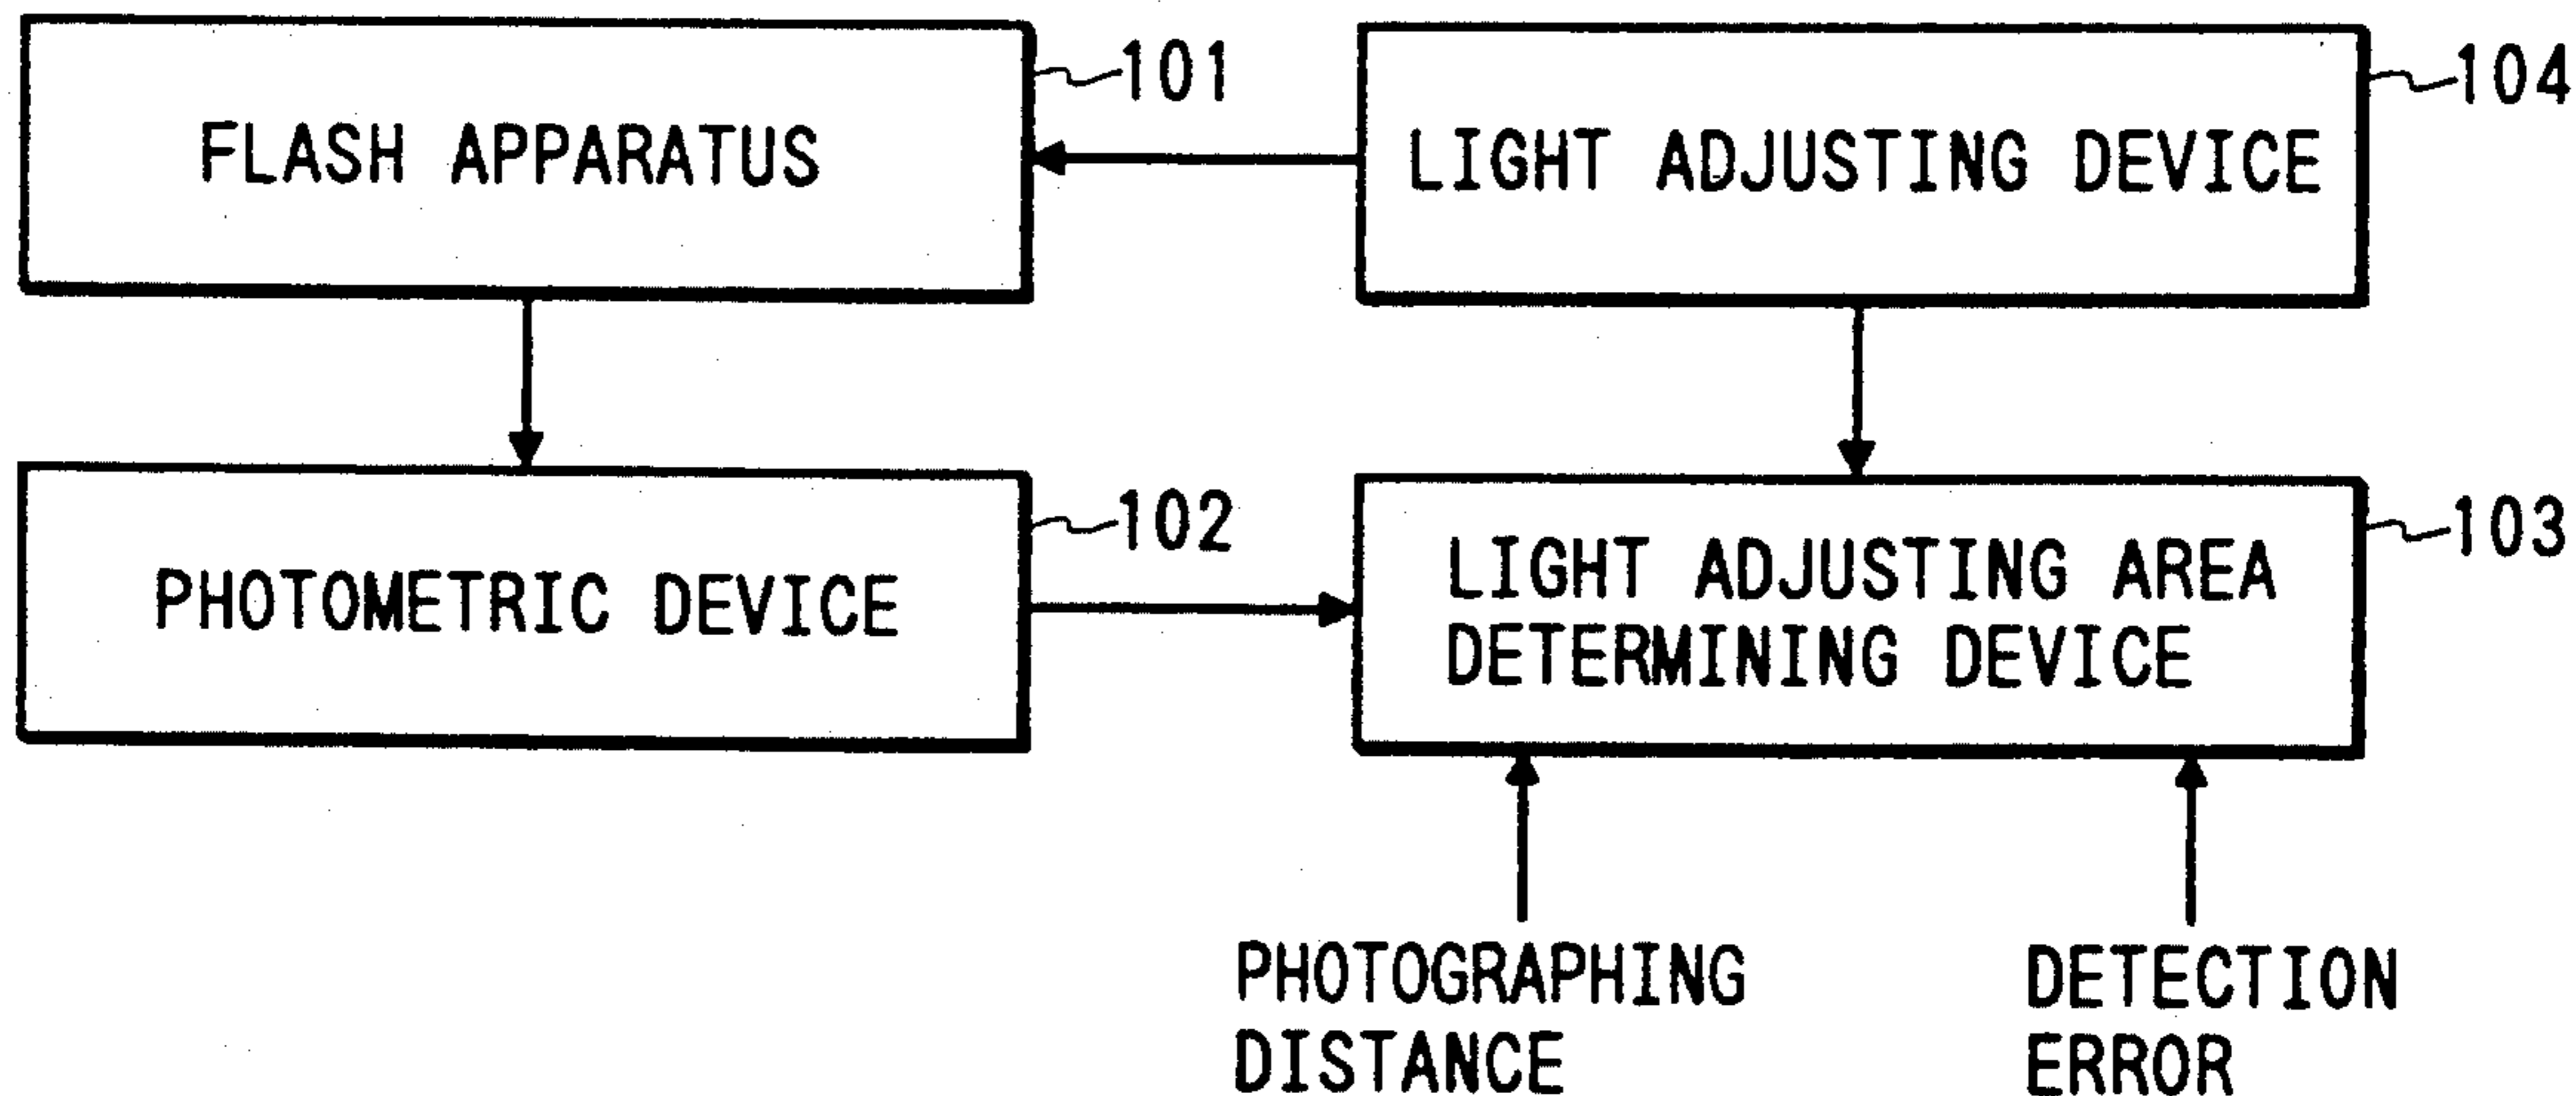 FLASH APPARATUS
101
LIGHT ADJUSTING DEVICE
104
PHOTOMETRIC DEVICE
102
LIGHT ADJUSTING AREA
DETERMINING DEVICE
103
PHOTOGRAPHING
DISTANCE
DETECTION
ERROR